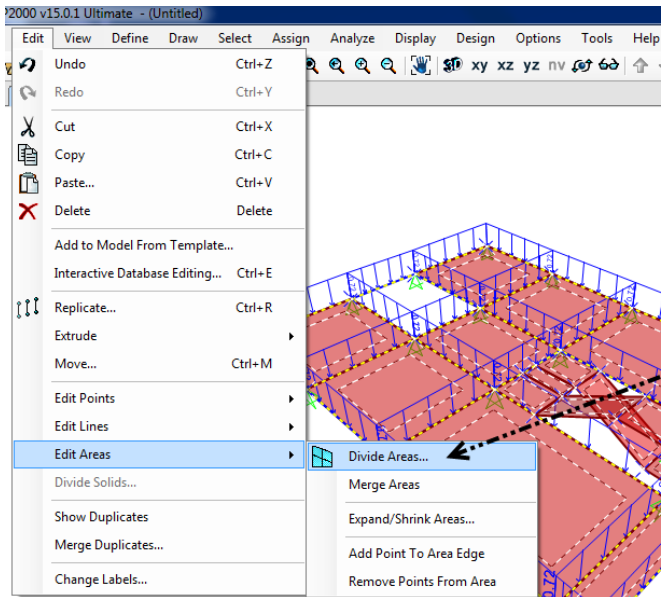 P2000 v15.0.1 Ultimate - (Untitled)
Edit View Define Draw Select Assign Analyze Display Design Options Tools Help
3D xy xz yz nv
Undo Ctrl+Z
Redo Ctrl+Y
Cut Ctrl+X
Copy Ctrl+C
Paste... Ctrl+V
Delete Delete
Add to Model From Template...
Interactive Database Editing... Ctrl+E
Replicate... Ctrl+R
Extrude
Move... Ctrl+M
Edit Points
Edit Lines
Edit Areas
Divide Areas...
Divide Solids...
Merge Areas
Show Duplicates
Expand/Shrink Areas...
Merge Duplicates...
Add Point To Area Edge
Change Labels...
Remove Points From Area
0.72